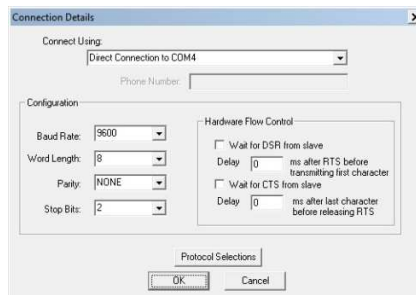 Connection Details
Connect Using:
Direct Connection to COM4
Phone Number:
Configuration
Baud Rate: 9600
Word Length: 8
Parity: NONE
Stop Bits: 2
Hardware Flow Control
Wait for DSR from slave
Delay 0 ms after RTS before
transmitting first character
Wait for CTS from slave
Delay 0 ms after last character
before releasing RTS
Protocol Selections
OK Cancel